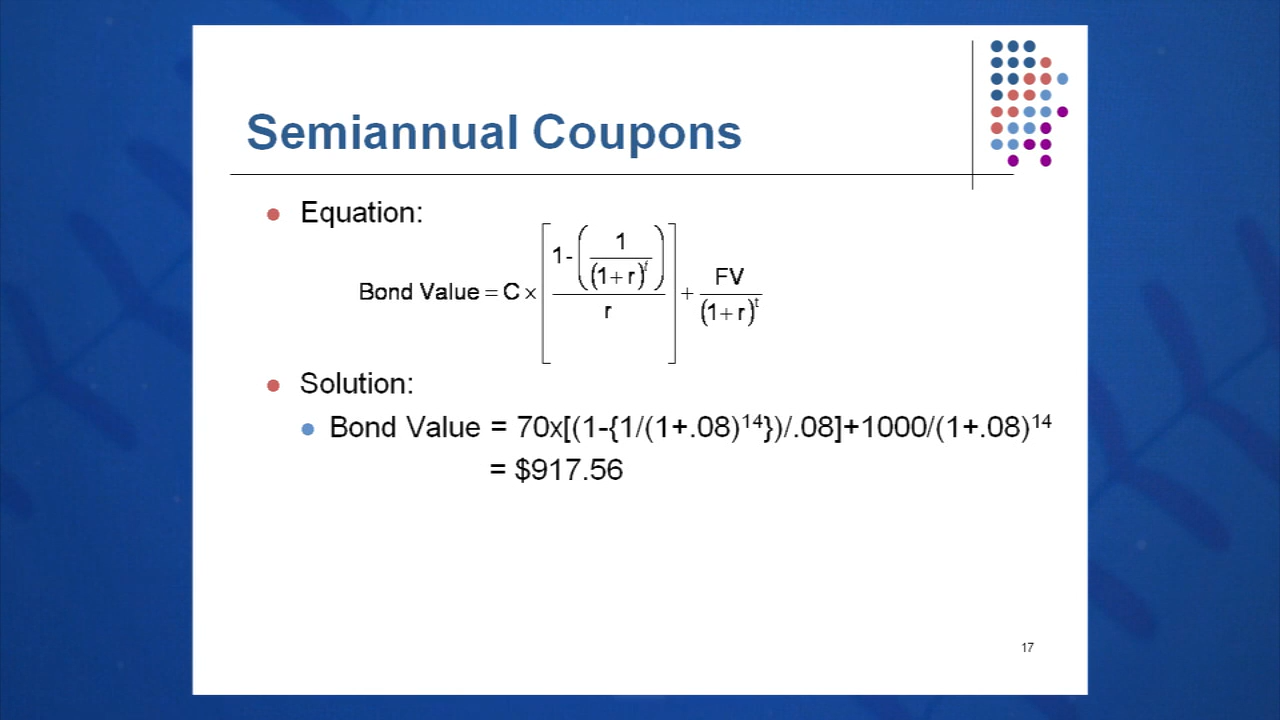 Semiannual Coupons
Equation:
Bond Value = C × [ (1 - (1 / (1 + r)^t)) / r ] + FV / (1 + r)^t
Solution:
Bond Value = 70x[(1-{1/(1+.08)¹⁴})/.08]+1000/(1+.08)¹⁴
= $917.56
17